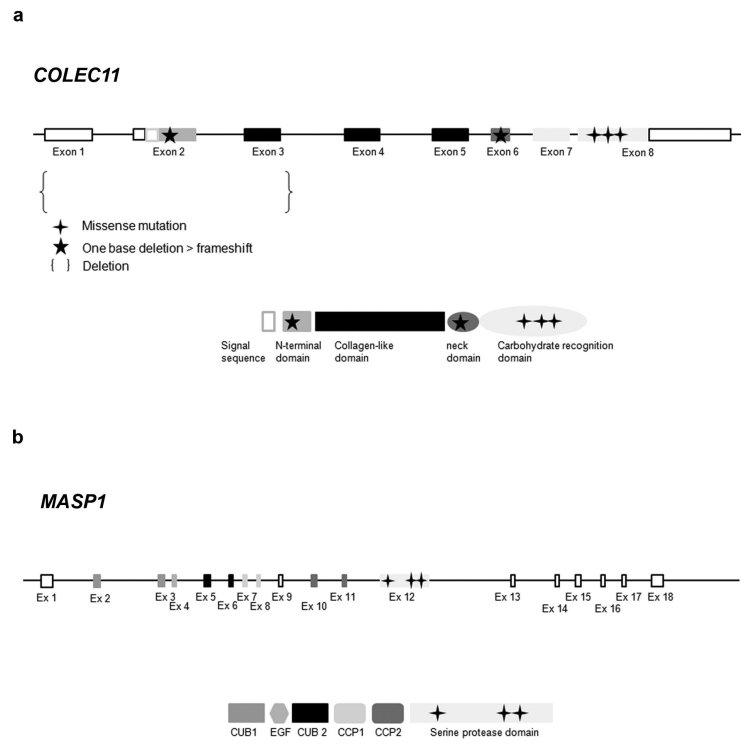 a
COLEC11
Exon 1 Exon 2 Exon 3 Exon 4 Exon 5 Exon 6 Exon 7 Exon 8
Missense mutation
One base deletion > frameshift
{ } Deletion
Signal sequence
N-terminal domain
Collagen-like domain
neck domain
Carbohydrate recognition domain
b
MASP1
Ex 1 Ex 2 Ex 3 Ex 4 Ex 5 Ex 6 Ex 7 Ex 8 Ex 9 Ex 10 Ex 11 Ex 12 Ex 13 Ex 14 Ex 15 Ex 16 Ex 17 Ex 18
CUB1 EGF CUB 2 CCP1 CCP2 Serine protease domain